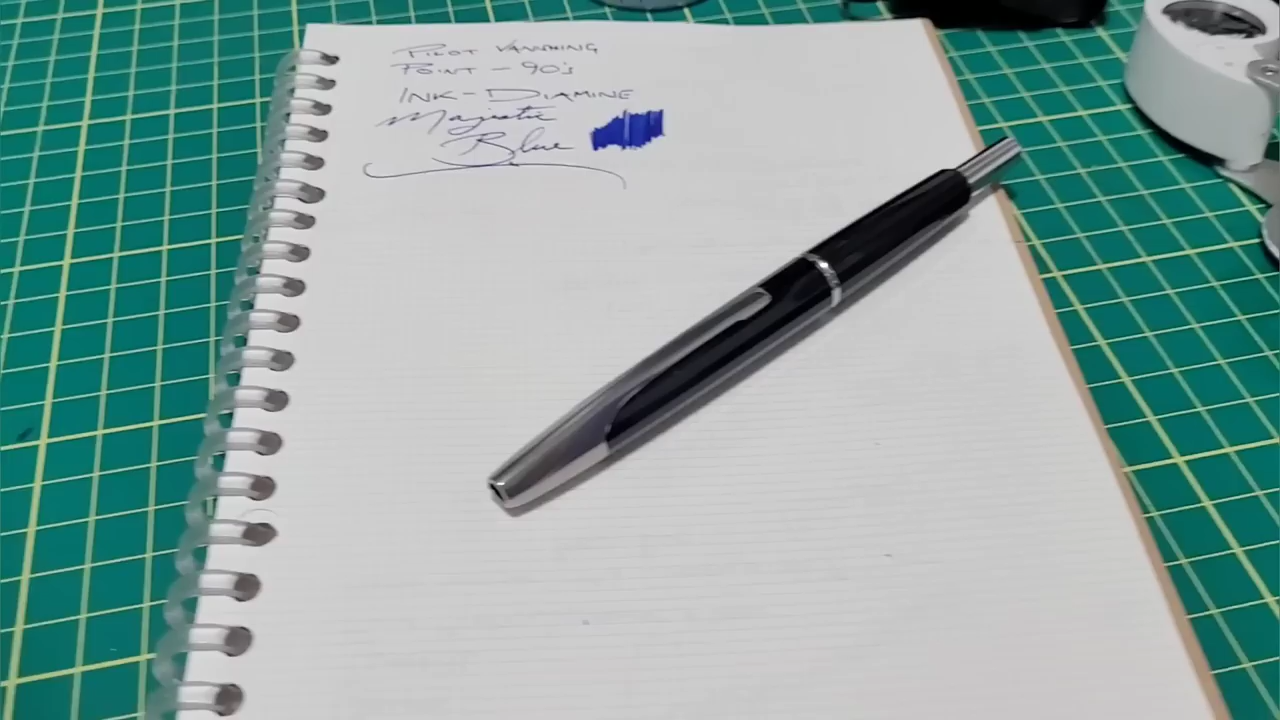 PILOT VANISHING
POINT - 90's
INK - DIAMINE
Majestic
Blue